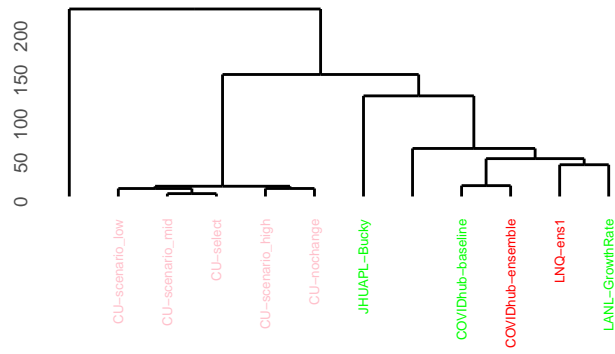 200
150
100
50
0
CU−scenario_low
CU−scenario_mid
CU−select
CU−scenario_high
CU−nochange
JHUAPL−Bucky
COVIDhub−baseline
COVIDhub−ensemble
LNQ−ens1
LANL−GrowthRate